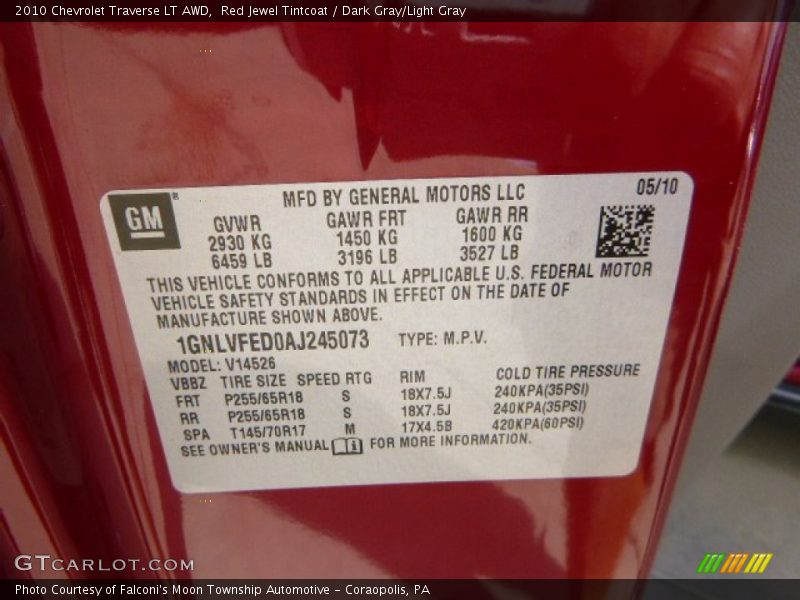 2010 Chevrolet Traverse LT AWD, Red Jewel Tintcoat / Dark Gray/Light Gray
GM
MFD BY GENERAL MOTORS LLC 05/10
GVWR GAWR FRT GAWR RR
2930 KG 1450 KG 1600 KG
6459 LB 3196 LB 3527 LB
THIS VEHICLE CONFORMS TO ALL APPLICABLE U.S. FEDERAL MOTOR
VEHICLE SAFETY STANDARDS IN EFFECT ON THE DATE OF
MANUFACTURE SHOWN ABOVE.
1GNLVFED0AJ245073 TYPE: M.P.V.
MODEL: V14526
VBBZ TIRE SIZE SPEED RTG RIM COLD TIRE PRESSURE
FRT P255/65R18 S 18X7.5J 240KPA(35PSI)
RR P255/65R18 S 18X7.5J 240KPA(35PSI)
SPA T145/70R17 M 17X4.5B 420KPA(60PSI)
SEE OWNER'S MANUAL FOR MORE INFORMATION.
GTCARLOT.COM
Photo Courtesy of Falconi's Moon Township Automotive - Coraopolis, PA